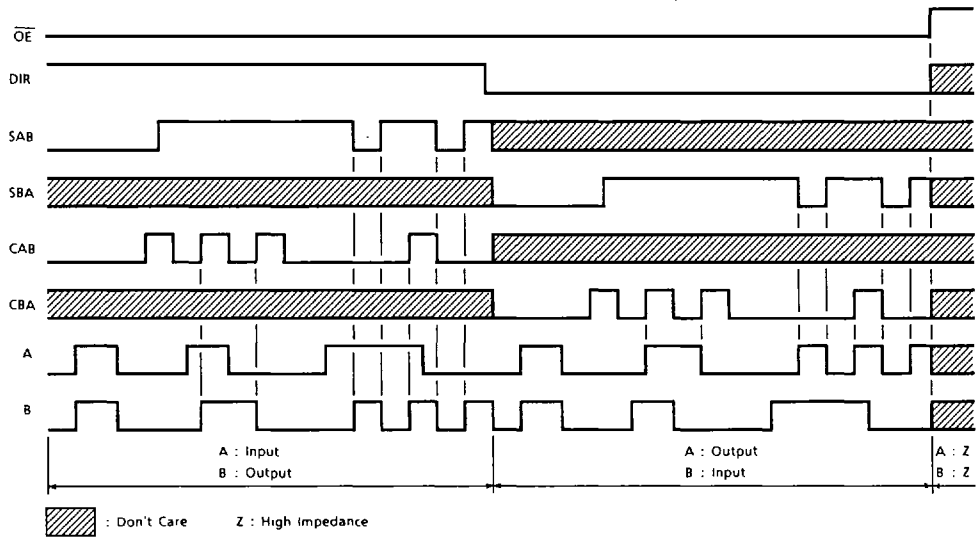 OE
DIR
SAB
SBA
CAB
CBA
A
B
A : Input
B : Output
A : Output
B : Input
A : Z
B : Z
: Don't Care Z : High Impedance